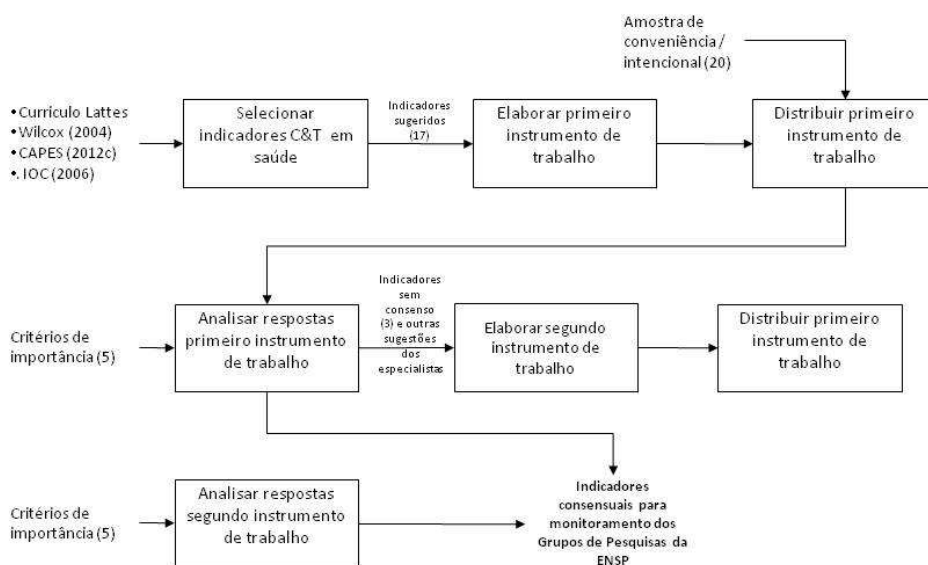 Amostra de
conveniência /
intencional (20)
•Currículo Lattes
•Wilcox (2004)
•CAPES (2012c)
•. IOC (2006)
Selecionar
indicadores C&T em
saúde
Indicadores
sugeridos
(17)
Elaborar primeiro
instrumento de
trabalho
Distribuir primeiro
instrumento de
trabalho
Critérios de
importância (5)
Analisar respostas
primeiro instrumento
de trabalho
Indicadores
sem
consenso
(3) e outras
sugestões
dos
especialistas
Elaborar segundo
instrumento de
trabalho
Distribuir primeiro
instrumento de
trabalho
Critérios de
importância (5)
Analisar respostas
segundo instrumento
de trabalho
Indicadores
consensuais para
monitoramento dos
Grupos de Pesquisas da
ENSP